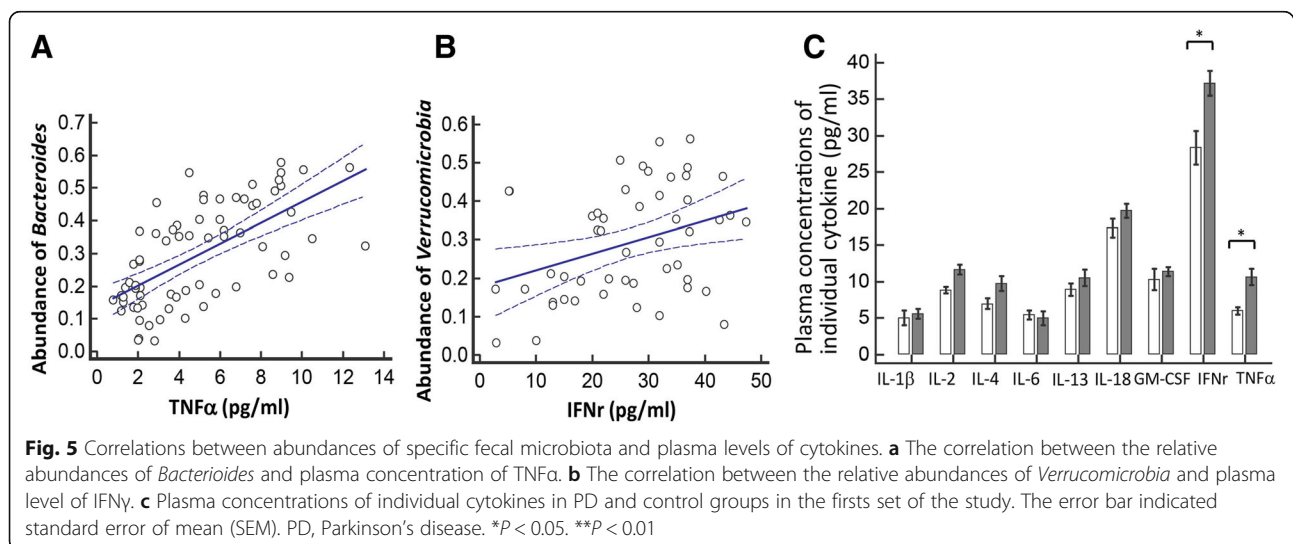 A
B
C
Abundance of Bacteroides
0.7
0.6
0.5
0.4
0.3
0.2
0.1
0.0
0 2 4 6 8 10 12 14
TNFα (pg/ml)
Abundance of Verrucomicrobia
0.6
0.5
0.4
0.3
0.2
0.1
0.0
0 10 20 30 40 50
IFNr (pg/ml)
Plasma concentrations of
individual cytokine (pg/ml)
40
35
30
25
20
15
10
5
0
* *
IL-1β IL-2 IL-4 IL-6 IL-13 IL-18 GM-CSF IFNr TNFα
Fig. 5 Correlations between abundances of specific fecal microbiota and plasma levels of cytokines. a The correlation between the relative
abundances of Bacterioides and plasma concentration of TNFα. b The correlation between the relative abundances of Verrucomicrobia and plasma
level of IFNγ. c Plasma concentrations of individual cytokines in PD and control groups in the firsts set of the study. The error bar indicated
standard error of mean (SEM). PD, Parkinson's disease. *P < 0.05. **P < 0.01